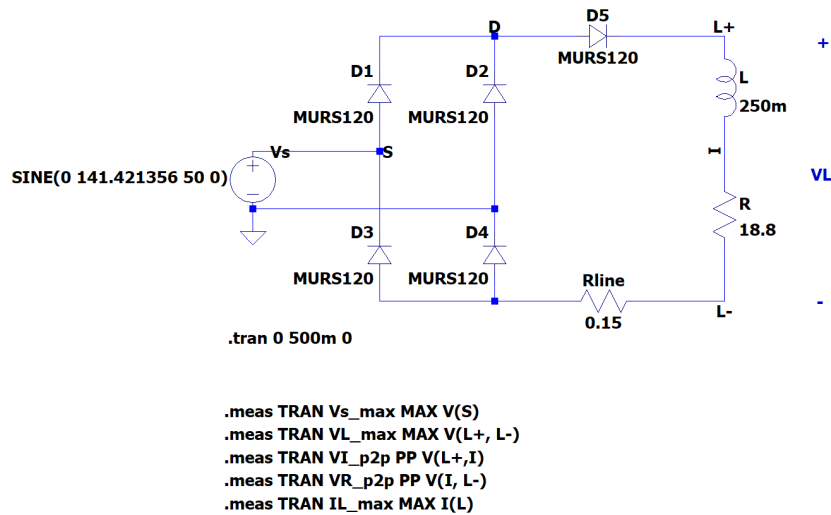 D
D5
L+
+
MURS120
D1
D2
L
250m
MURS120
MURS120
Vs
S
I
SINE(0 141.421356 50 0)
+
−
VL
R
18.8
D3
D4
MURS120
MURS120
Rline
0.15
L-
-
.tran 0 500m 0
.meas TRAN Vs_max MAX V(S)
.meas TRAN VL_max MAX V(L+, L-)
.meas TRAN VI_p2p PP V(L+,I)
.meas TRAN VR_p2p PP V(I, L-)
.meas TRAN IL_max MAX I(L)